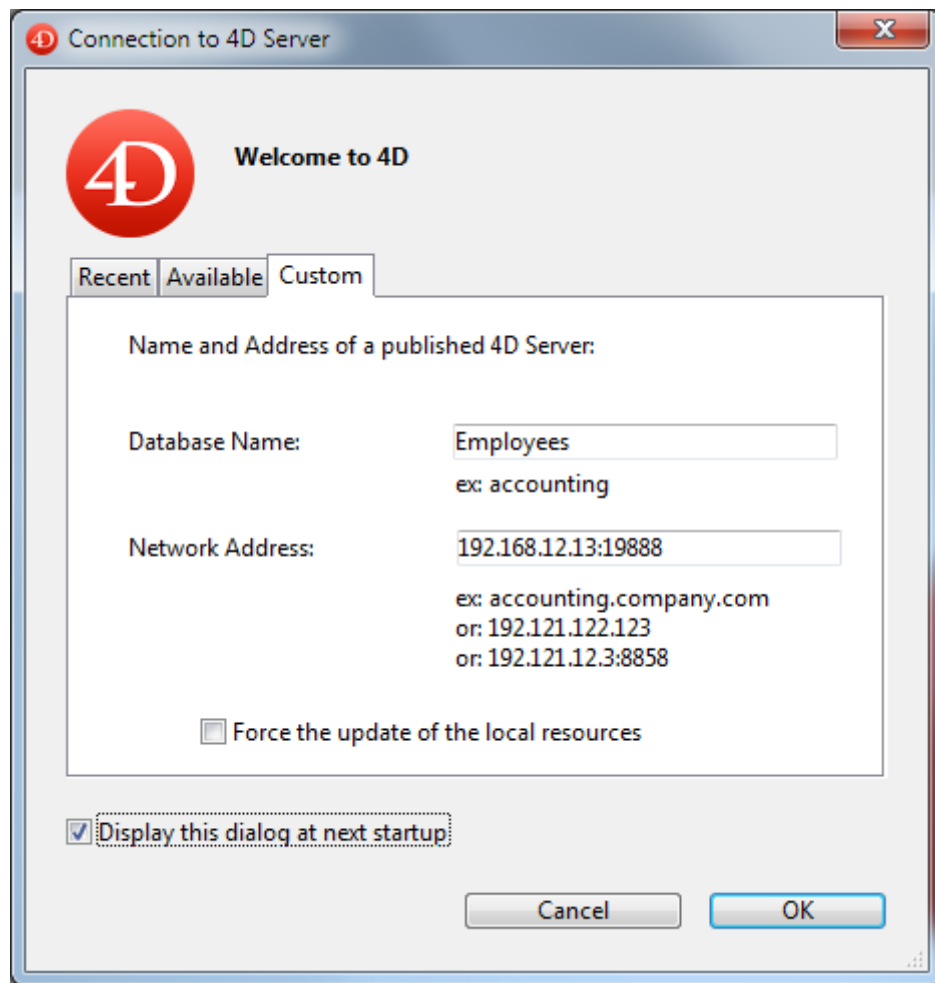 4D Connection to 4D Server
4D Welcome to 4D
Recent Available Custom
Name and Address of a published 4D Server:
Database Name: Employees
ex: accounting
Network Address: 192.168.12.13:19888
ex: accounting.company.com
or: 192.121.122.123
or: 192.121.12.3:8858
Force the update of the local resources
Display this dialog at next startup
Cancel OK